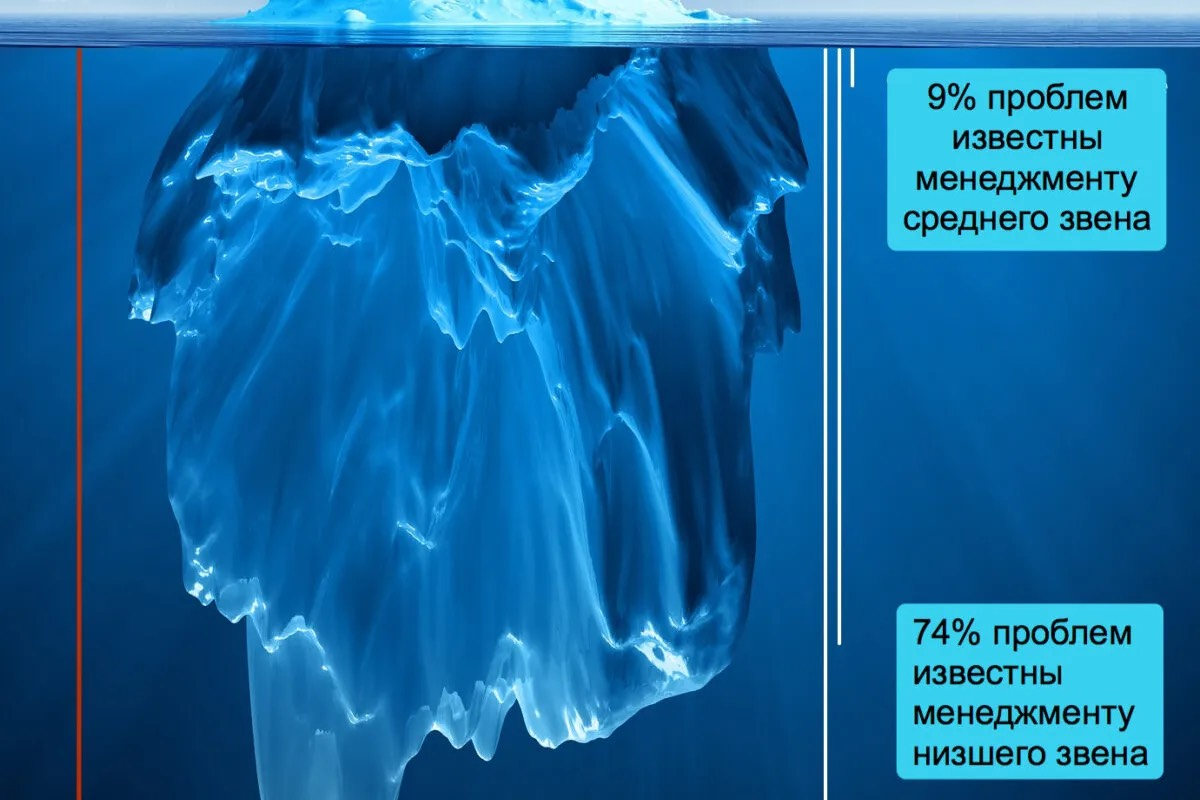 9% проблем
известны
менеджменту
среднего звена
74% проблем
известны
менеджменту
низшего звена